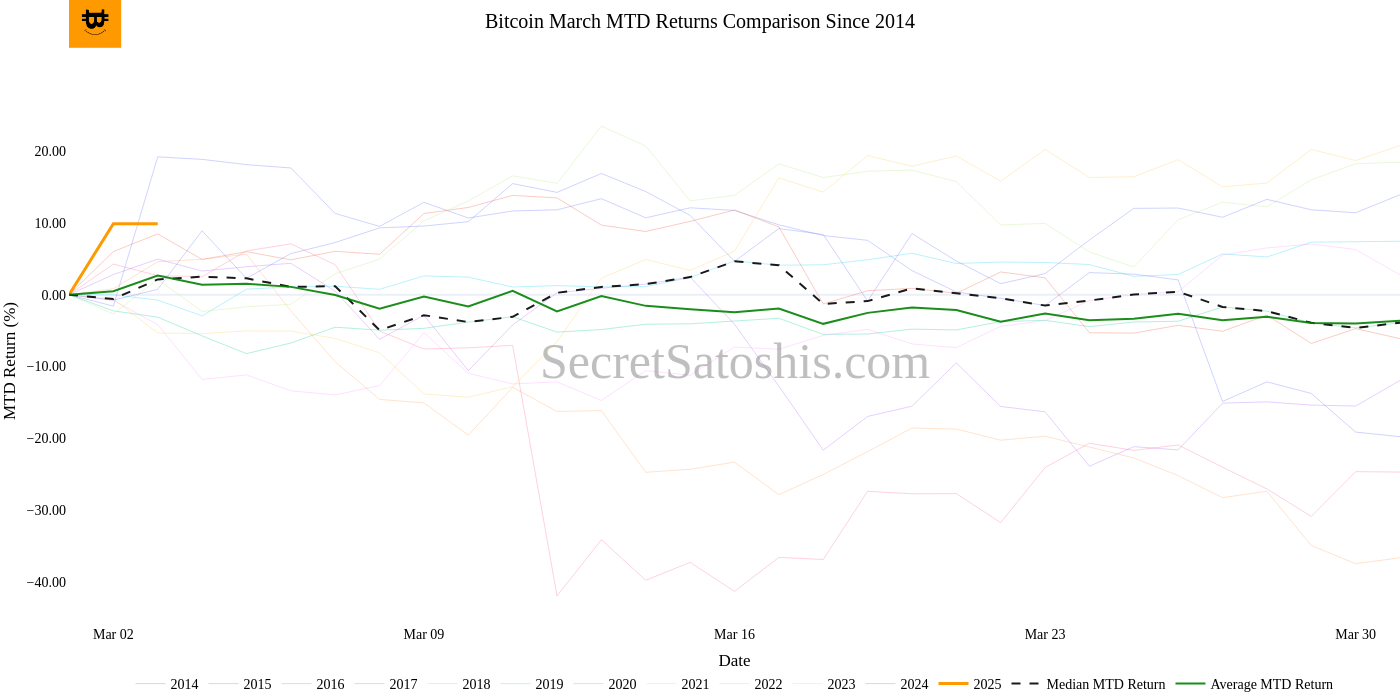 Bitcoin March MTD Returns Comparison Since 2014
20.00
10.00
0.00
−10.00
−20.00
−30.00
−40.00
MTD Return (%)
SecretSatoshis.com
Mar 02 Mar 09 Mar 16 Mar 23 Mar 30
Date
2014 2015 2016 2017 2018 2019 2020 2021 2022 2023 2024 2025 Median MTD Return Average MTD Return